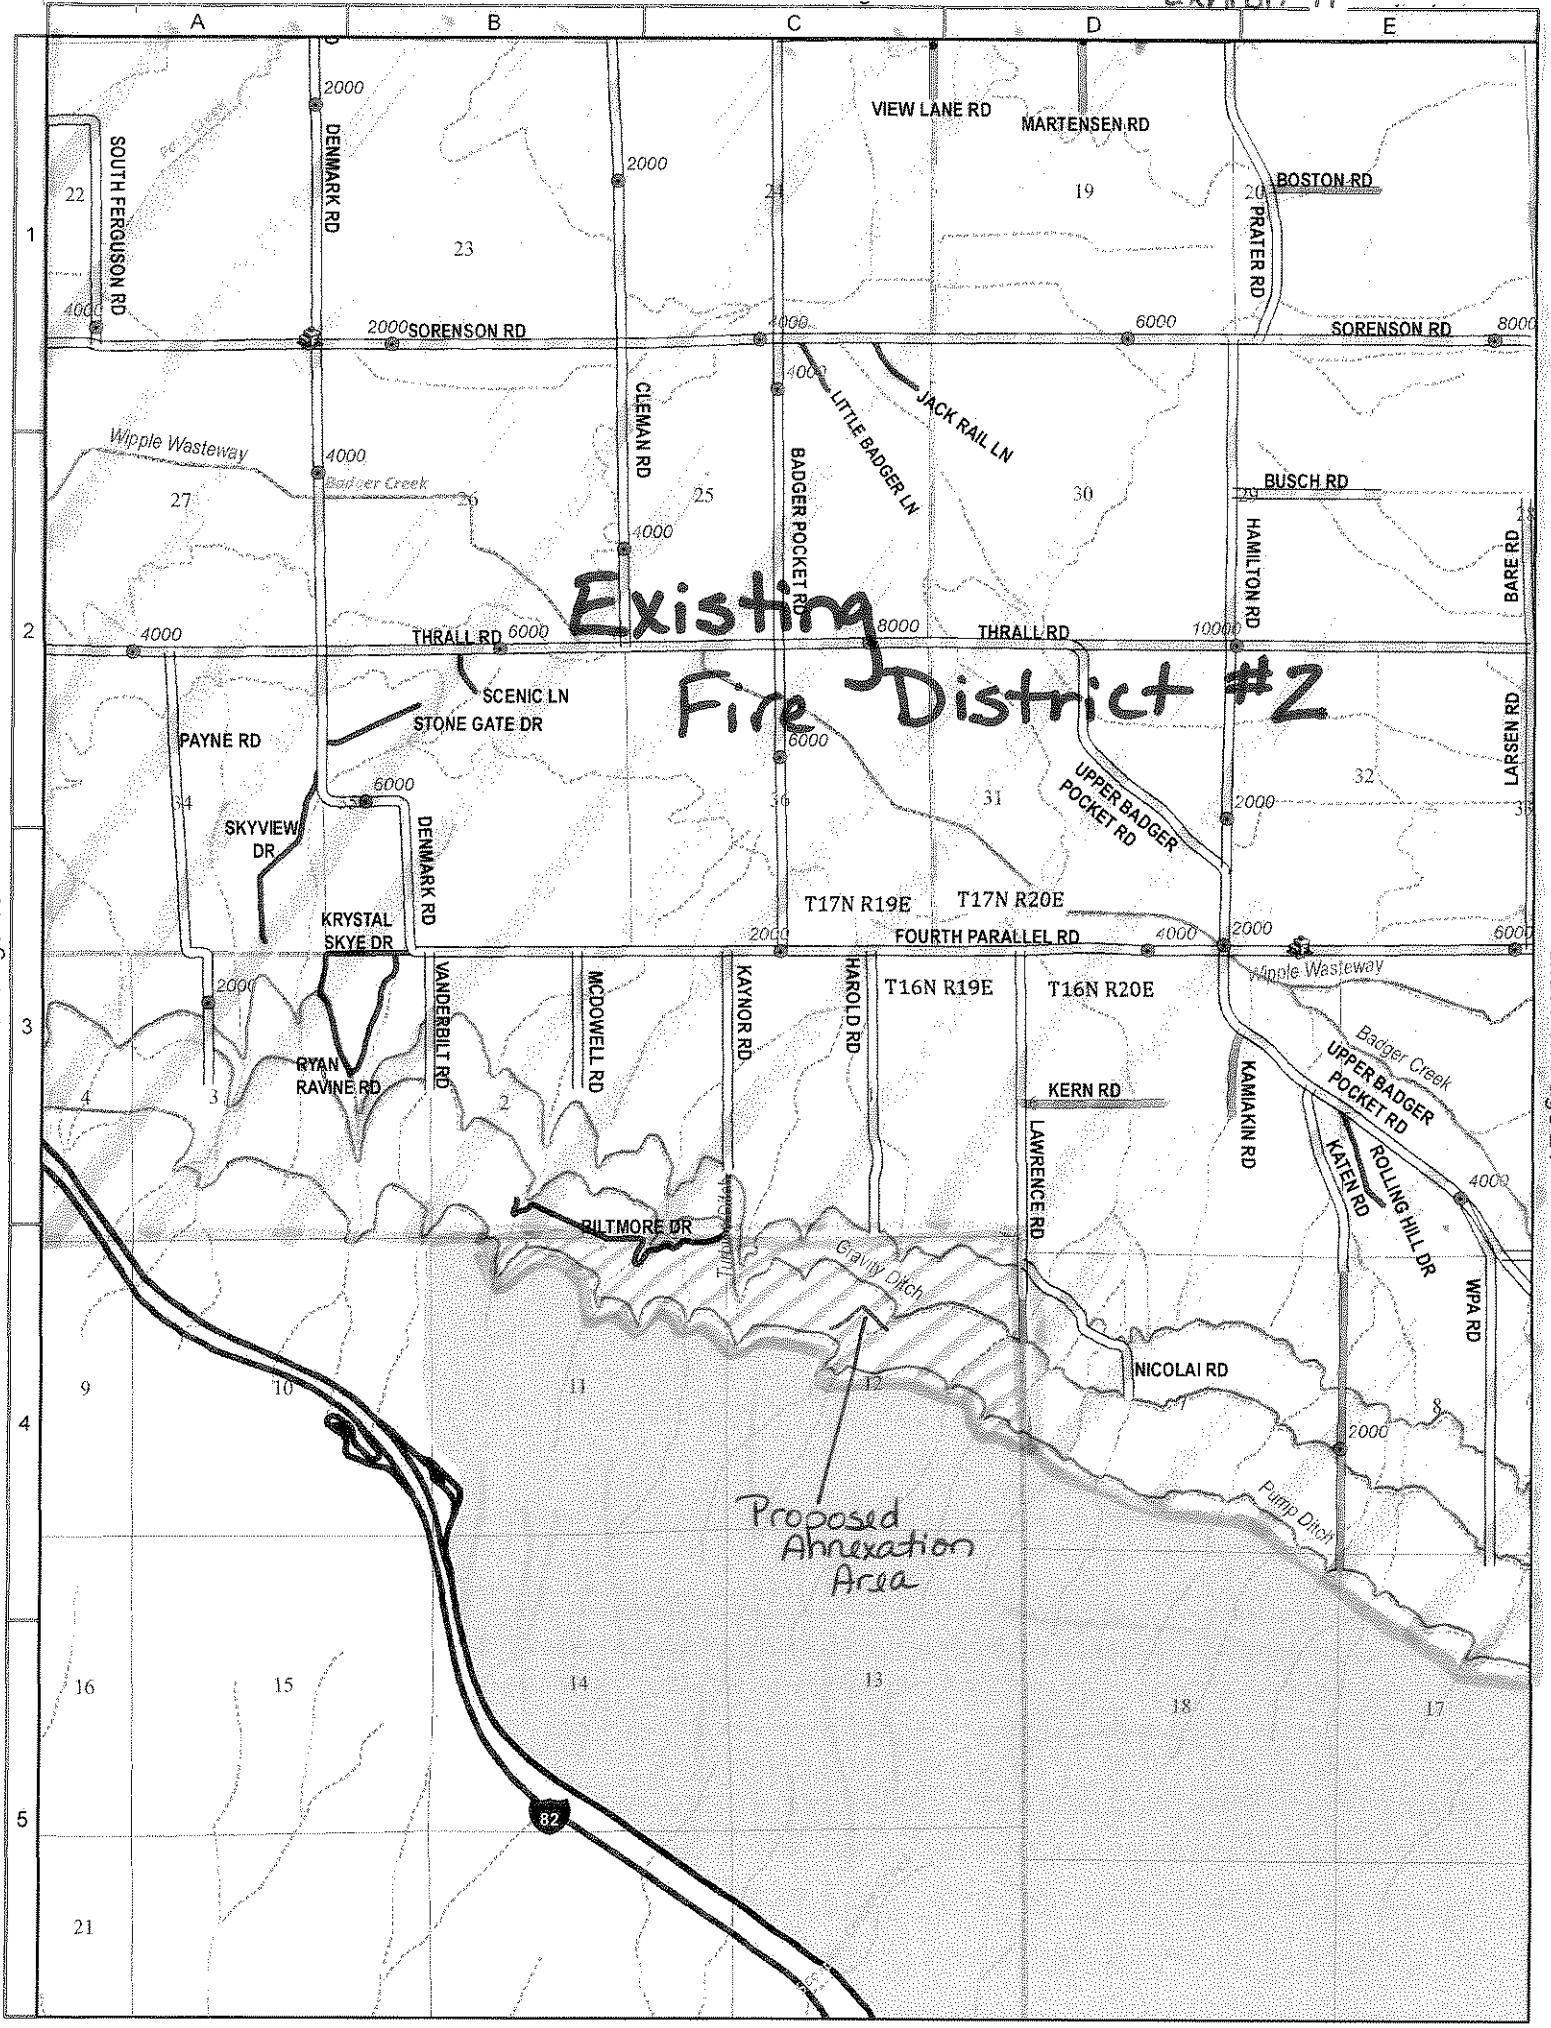 Exhibit A
A B C D E
VIEW LANE RD
MARTENSEN RD
2000
2000
SOUTH FERGUSON RD
DENMARK RD
22
23
24
19
20
BOSTON RD
PRATER RD
1
4000
2000
SORENSON RD
4000
6000
SORENSON RD
8000
4000
CLEMAN RD
LITTLE BADGER LN
JACK RAIL LN
Wipple Wasteway
4000
Badger Creek
27
26
25
BADGER POCKET RD
30
29
BUSCH RD
28
4000
HAMILTON RD
BARE RD
Existing
2
4000
THRALL RD
6000
8000
THRALL RD
10000
Fire District #2
SCENIC LN
STONE GATE DR
PAYNE RD
6000
LARSEN RD
34
35
6000
36
31
UPPER BADGER
POCKET RD
2000
32
33
SKYVIEW
DR
DENMARK RD
T17N R19E
T17N R20E
KRYSTAL
SKYE DR
2000
FOURTH PARALLEL RD
4000
2000
6000
2000
VANDERBILT RD
MCDOWELL RD
KAYNOR RD
HAROLD RD
T16N R19E
T16N R20E
Wipple Wasteway
3
RYAN
RAVINE RD
Badger Creek
UPPER BADGER
POCKET RD
4
3
2
1
6
KERN RD
LAWRENCE RD
KAMIAKIN RD
KATEN RD
ROLLING HILL DR
4000
BILTMORE DR
Gravity Ditch
WPA RD
NICOLAI RD
9
10
11
12
7
8
4
2000
Pump Ditch
Proposed
Annexation
Area
16
15
14
13
18
17
5
82
21